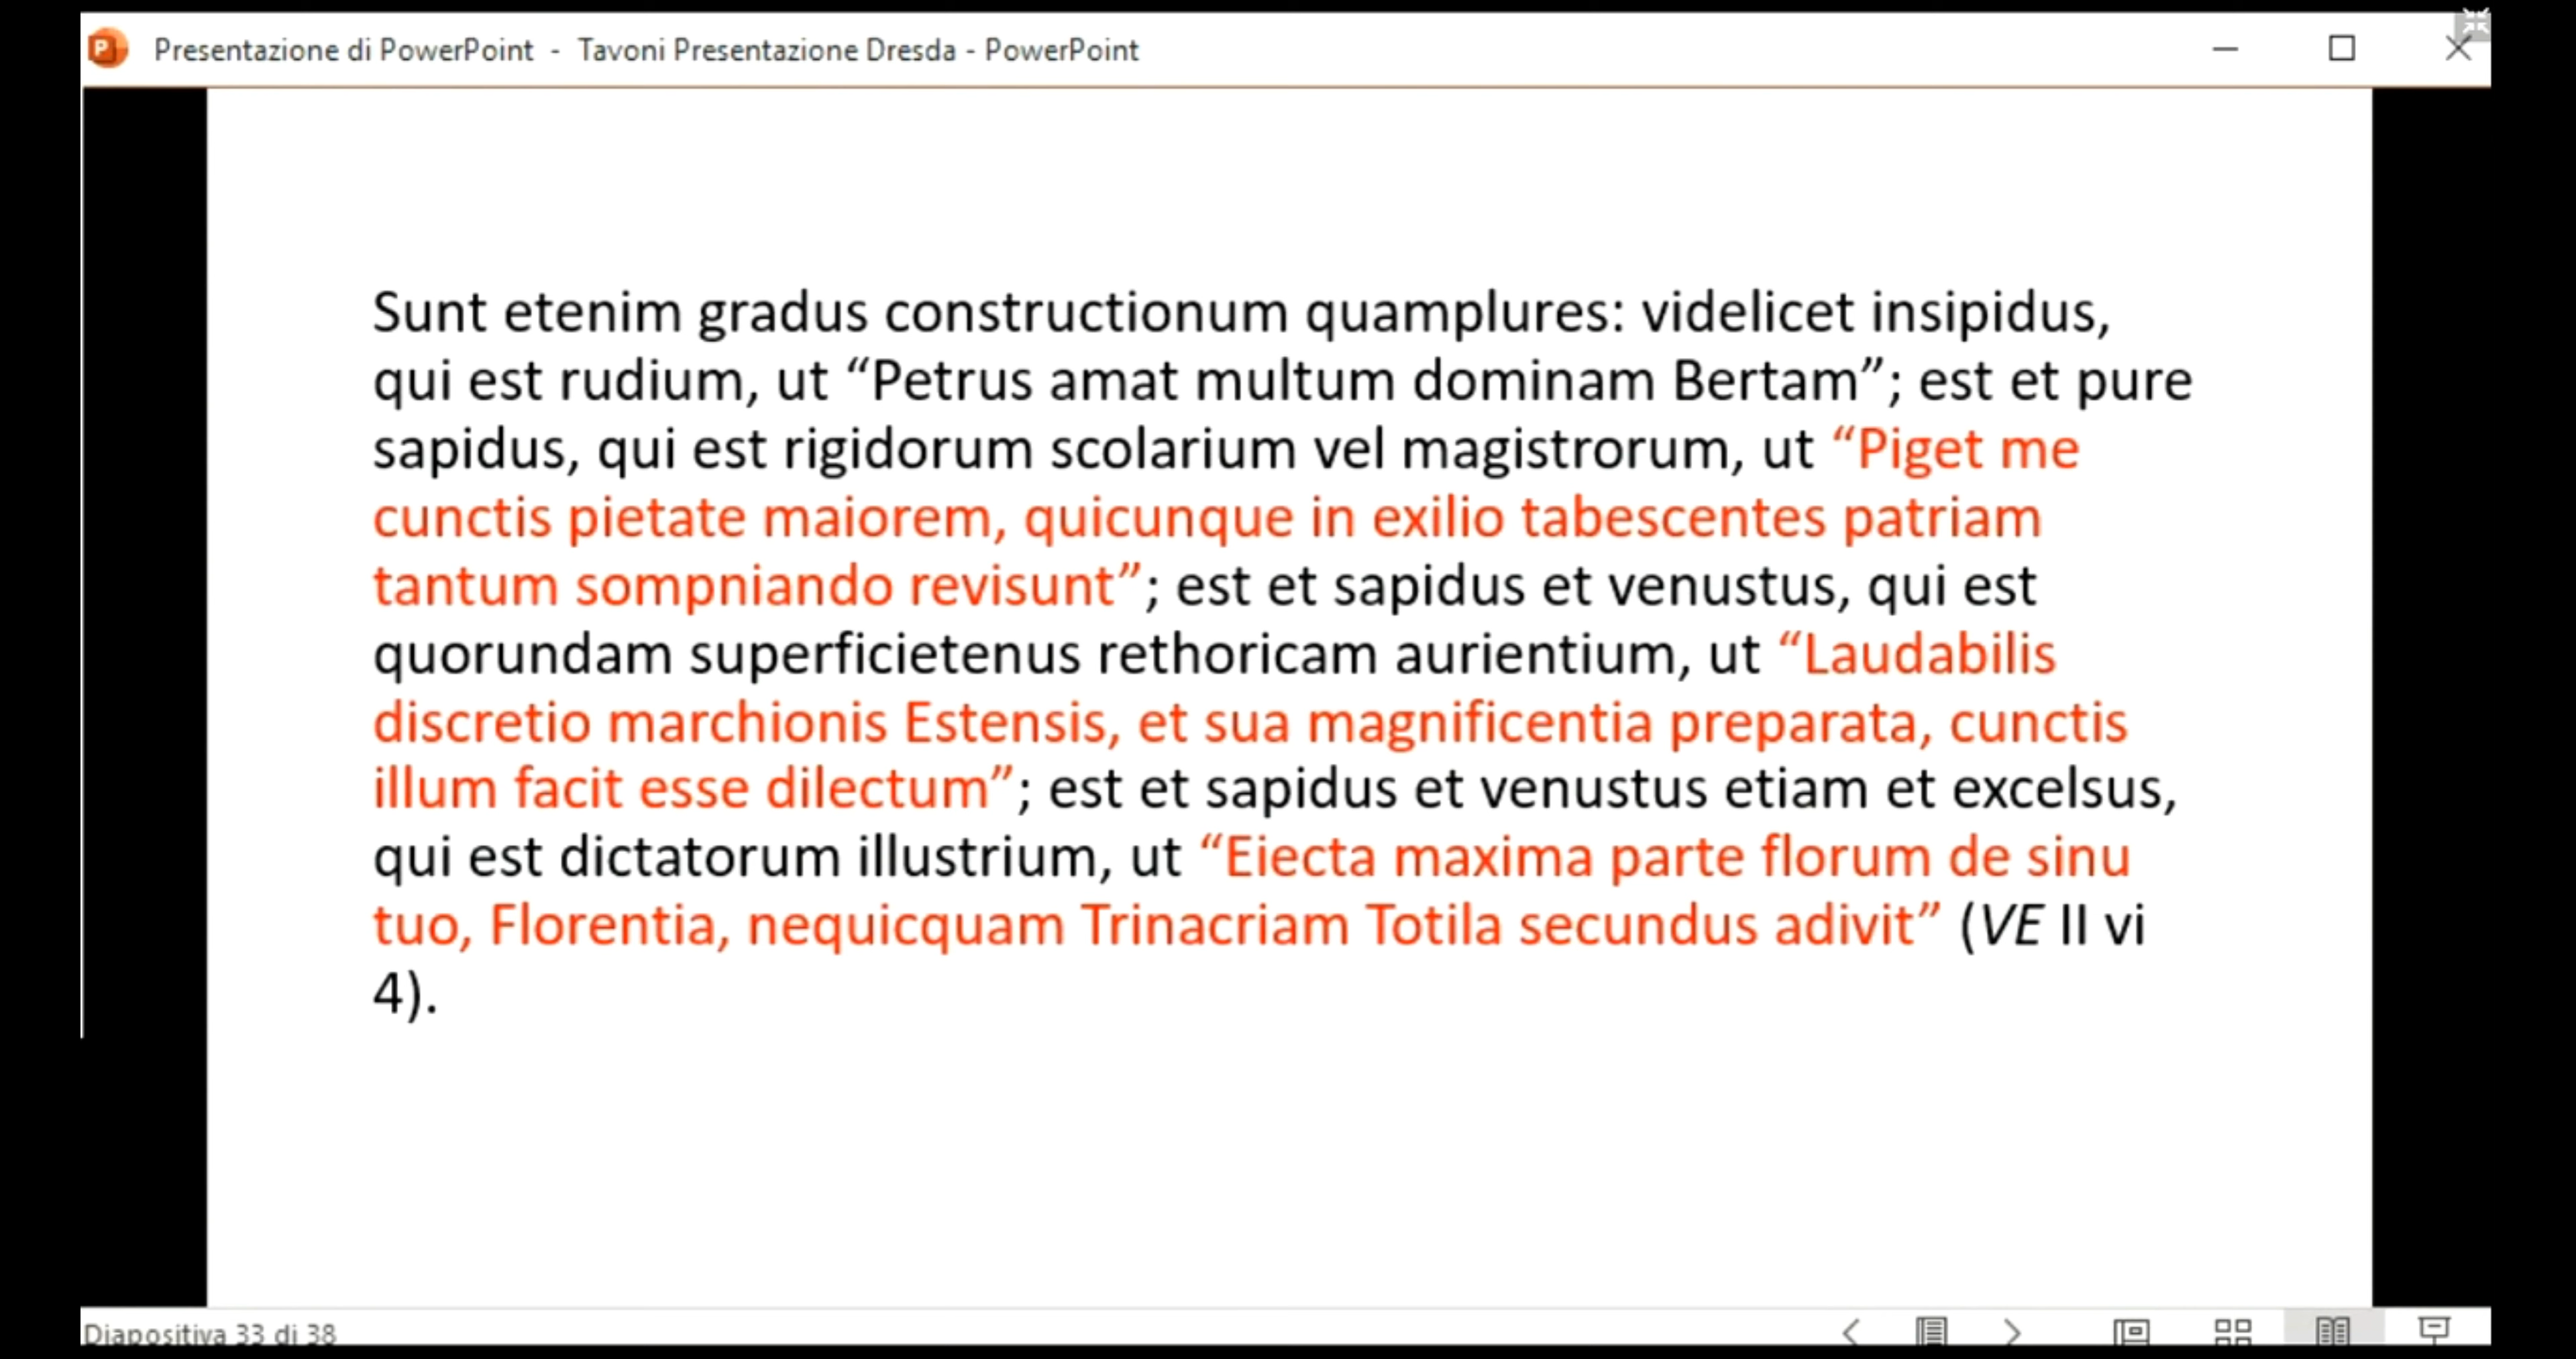 Presentazione di PowerPoint - Tavoni Presentazione Dresda - PowerPoint
Sunt etenim gradus constructionum quamplures: videlicet insipidus,
qui est rudium, ut “Petrus amat multum dominam Bertam”; est et pure
sapidus, qui est rigidorum scolarium vel magistrorum, ut “Piget me
cunctis pietate maiorem, quicunque in exilio tabescentes patriam
tantum sompniando revisunt”; est et sapidus et venustus, qui est
quorundam superficietenus rethoricam aurientium, ut “Laudabilis
discretio marchionis Estensis, et sua magnificentia preparata, cunctis
illum facit esse dilectum”; est et sapidus et venustus etiam et excelsus,
qui est dictatorum illustrium, ut “Eiecta maxima parte florum de sinu
tuo, Florentia, nequicquam Trinacriam Totila secundus adivit” (VE II vi
4).
Diapositiva 33 di 38